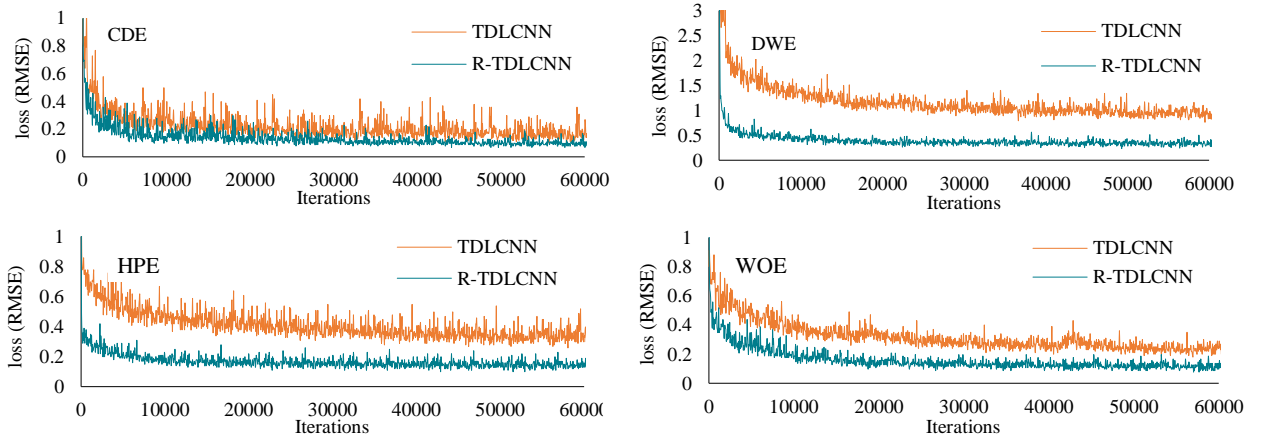 CDE
TDLCNN
R-TDLCNN
loss (RMSE)
1
0.8
0.6
0.4
0.2
0
0 10000 20000 30000 40000 50000 60000
Iterations
DWE
TDLCNN
R-TDLCNN
loss (RMSE)
3
2.5
2
1.5
1
0.5
0
0 10000 20000 30000 40000 50000 60000
Iterations
HPE
TDLCNN
R-TDLCNN
loss (RMSE)
1
0.8
0.6
0.4
0.2
0
0 10000 20000 30000 40000 50000 6000
Iterations
WOE
TDLCNN
R-TDLCNN
loss (RMSE)
1
0.8
0.6
0.4
0.2
0
0 10000 20000 30000 40000 50000 60000
Iterations